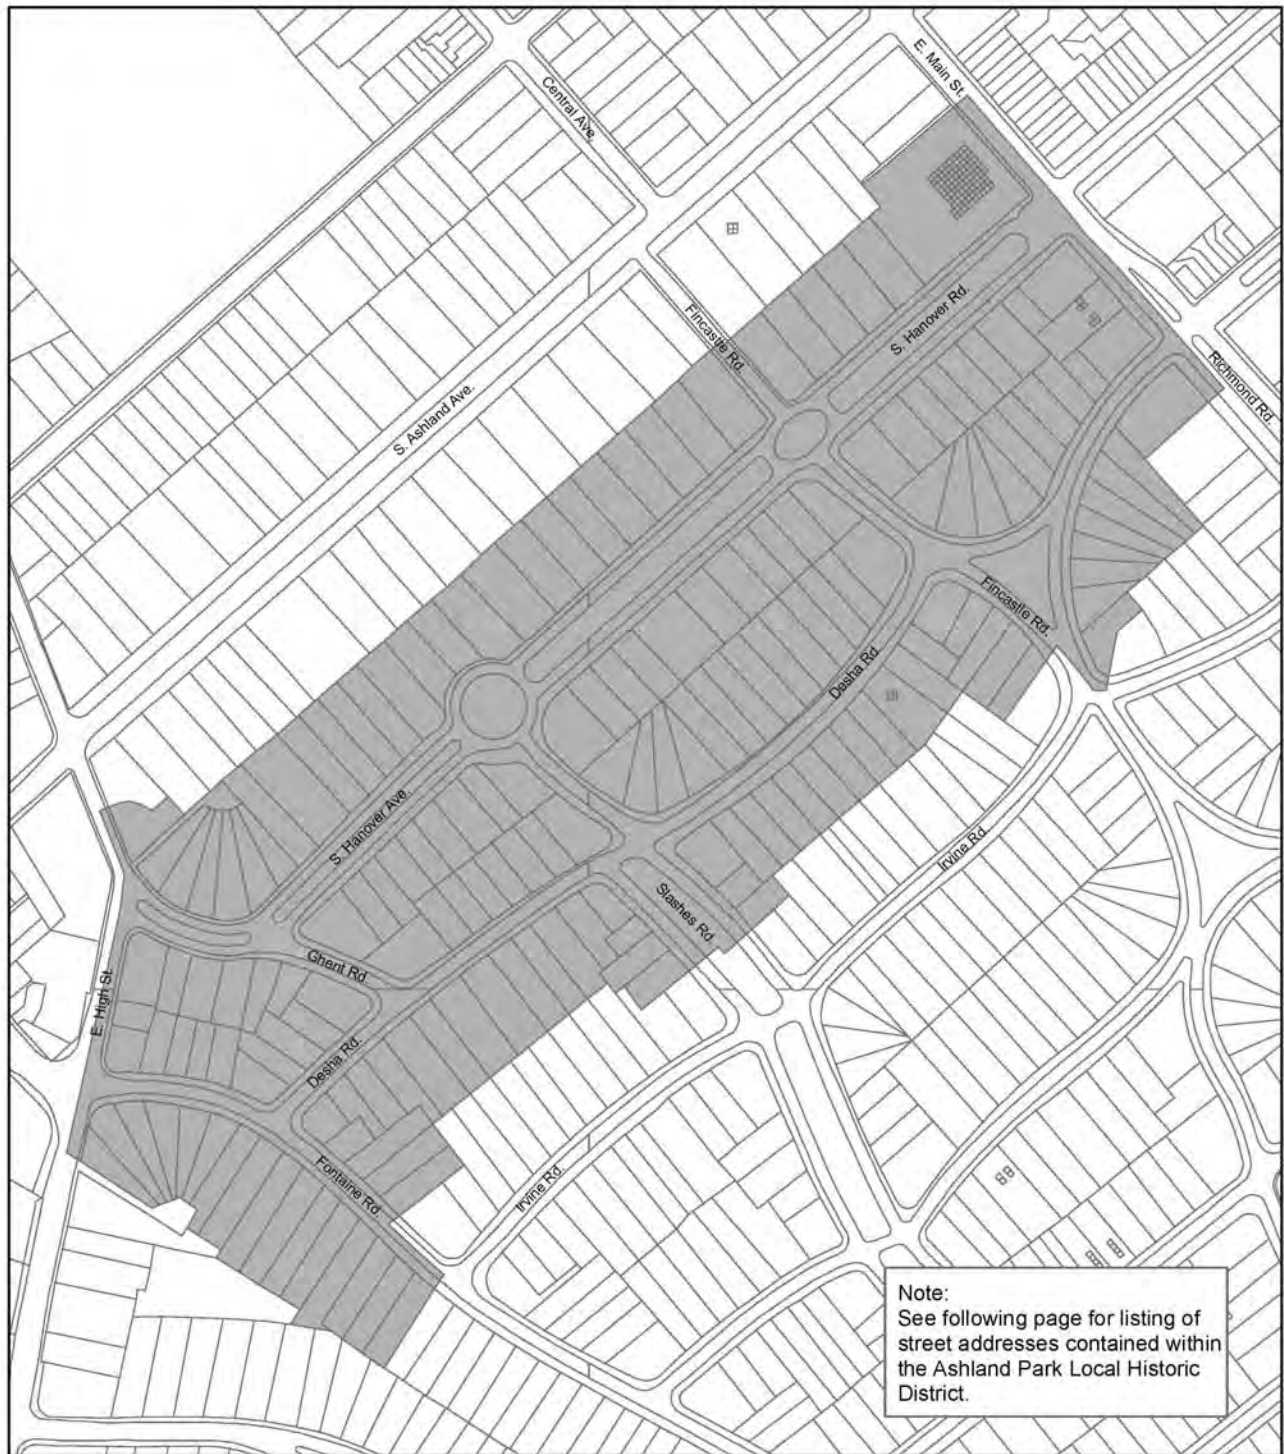 E. Main St.
Central Ave.
Fincastle Rd.
S. Hanover Rd.
Richmond Rd.
S. Ashland Ave.
Fincastle Rd.
Desha Rd
Irvine Rd.
S. Hanover Ave.
Slashes Rd
Ghent Rd
E. High St.
Desha Rd.
Fontaine Rd.
Irvine Rd.
Note:
See following page for listing of
street addresses contained within
the Ashland Park Local Historic
District.